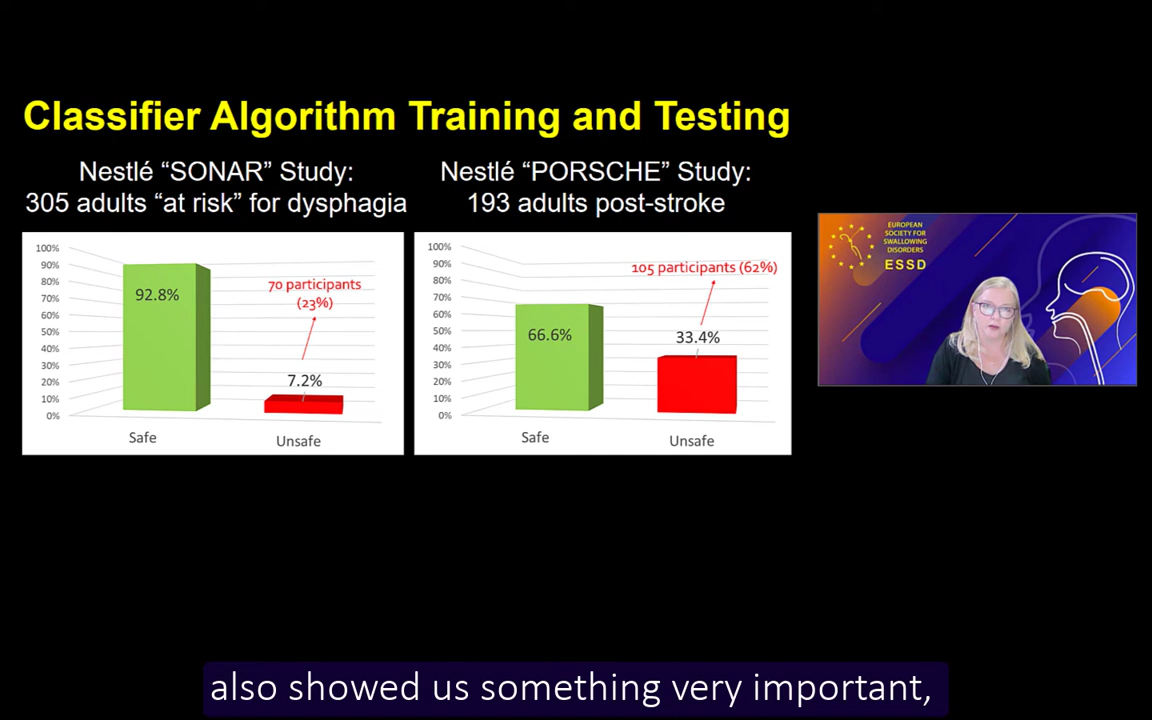 Classifier Algorithm Training and Testing
Nestlé “SONAR” Study:
305 adults “at risk” for dysphagia
Nestlé “PORSCHE” Study:
193 adults post-stroke
100%
90%
80%
70%
60%
50%
40%
30%
20%
10%
0%
92.8%
70 participants
(23%)
7.2%
Safe
Unsafe
100%
90%
80%
70%
60%
50%
40%
30%
20%
10%
0%
66.6%
105 participants (62%)
33.4%
Safe
Unsafe
EUROPEAN
SOCIETY FOR
SWALLOWING
DISORDERS
ESSD
also showed us something very important,